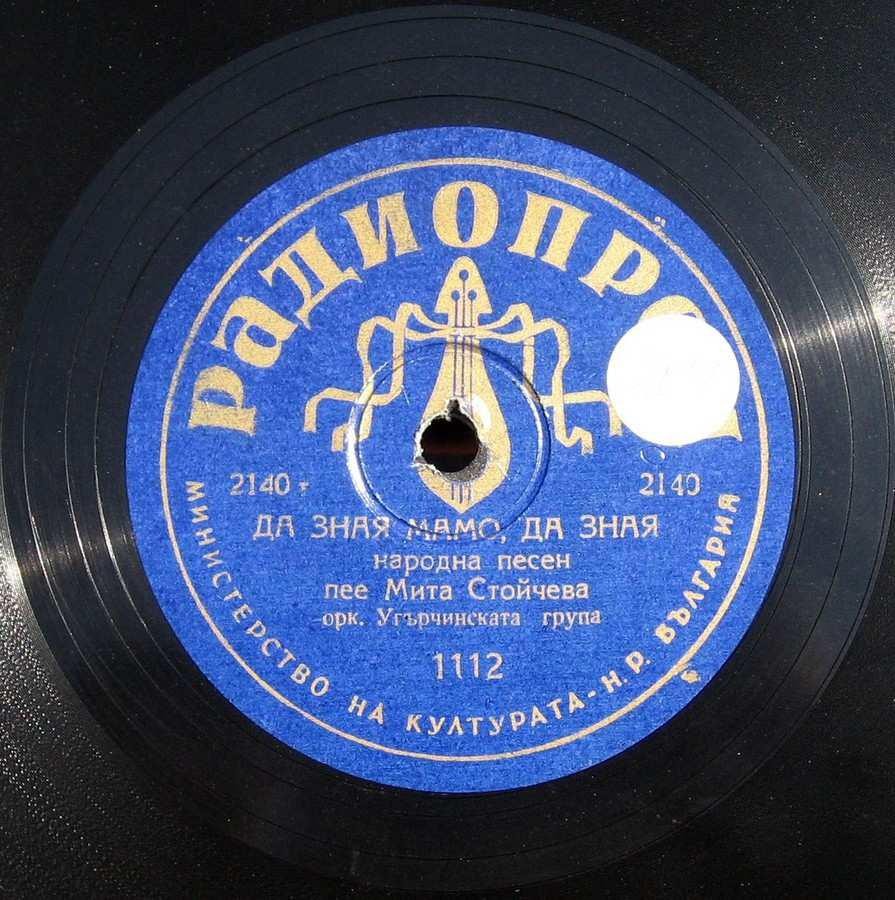 РАДИОПРО
2140 г 2140
ДА ЗНАЯ МАМО, ДА ЗНАЯ
народна песен
пее Мита Стойчева
орк. Угърчинската група
1112
МИНИСТЕРСТВО НА КУЛТУРАТА - Н. Р. БЪЛГАРИЯ